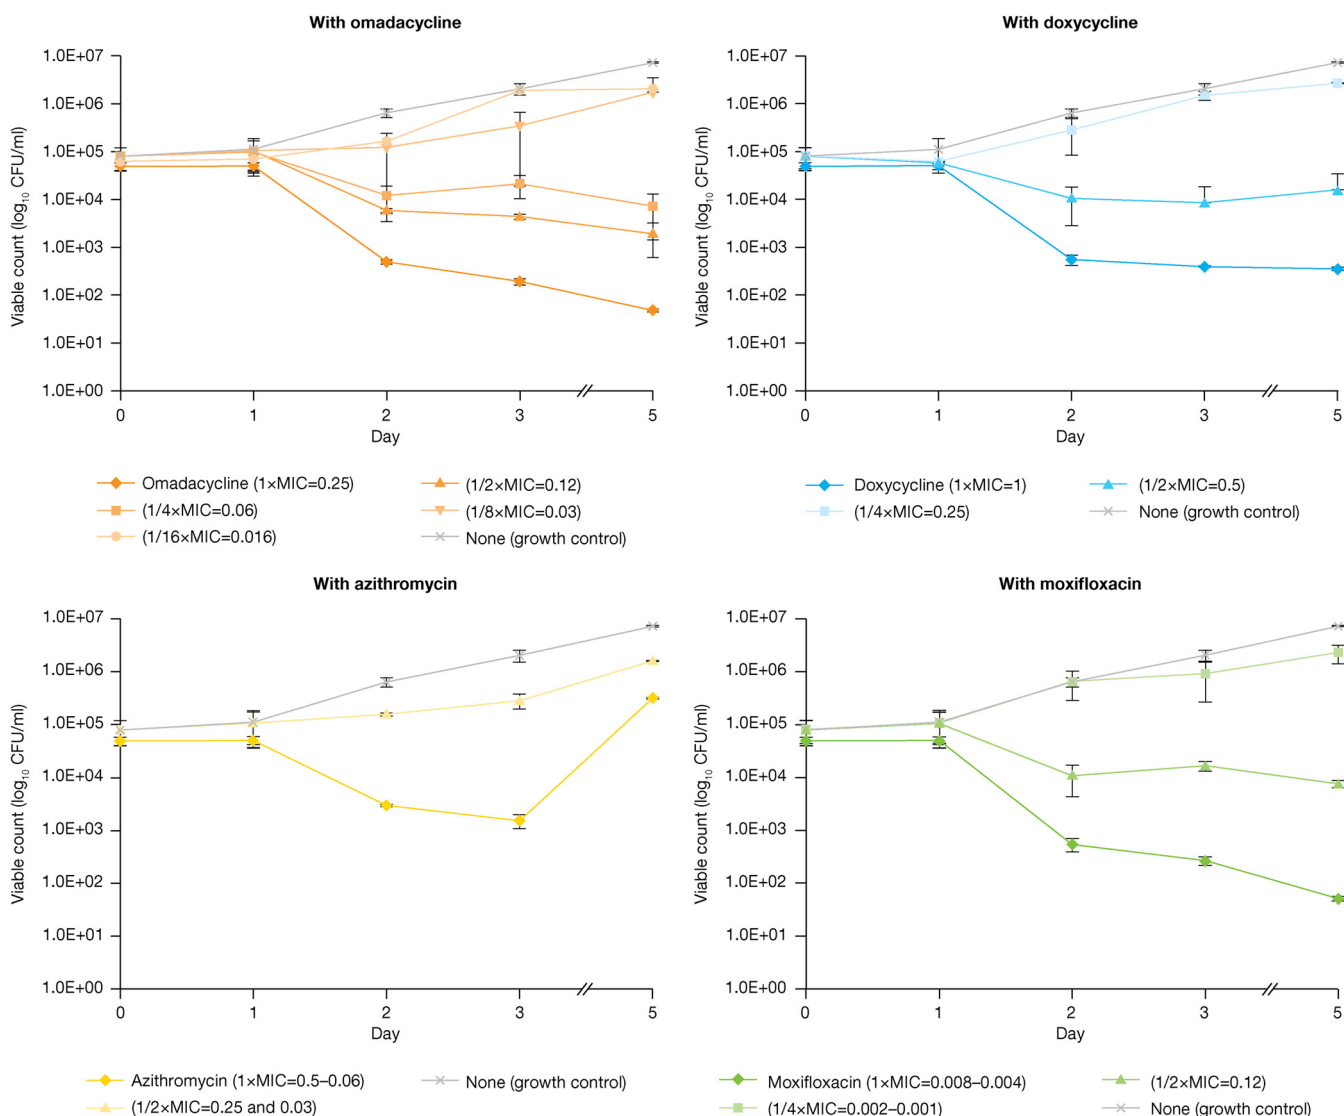 With omadacycline
Viable count (log10 CFU/ml)
1.0E+07
1.0E+06
1.0E+05
1.0E+04
1.0E+03
1.0E+02
1.0E+01
1.0E+00
0 1 2 3 5
Day
Omadacycline (1×MIC=0.25)
(1/2×MIC=0.12)
(1/4×MIC=0.06)
(1/8×MIC=0.03)
(1/16×MIC=0.016)
None (growth control)
With doxycycline
Viable count (log10 CFU/ml)
1.0E+07
1.0E+06
1.0E+05
1.0E+04
1.0E+03
1.0E+02
1.0E+01
1.0E+00
0 1 2 3 5
Day
Doxycycline (1×MIC=1)
(1/2×MIC=0.5)
(1/4×MIC=0.25)
None (growth control)
With azithromycin
Viable count (log10 CFU/ml)
1.0E+07
1.0E+06
1.0E+05
1.0E+04
1.0E+03
1.0E+02
1.0E+01
1.0E+00
0 1 2 3 5
Day
Azithromycin (1×MIC=0.5–0.06)
None (growth control)
(1/2×MIC=0.25 and 0.03)
With moxifloxacin
Viable count (log10 CFU/ml)
1.0E+07
1.0E+06
1.0E+05
1.0E+04
1.0E+03
1.0E+02
1.0E+01
1.0E+00
0 1 2 3 5
Day
Moxifloxacin (1×MIC=0.008–0.004)
(1/2×MIC=0.12)
(1/4×MIC=0.002–0.001)
None (growth control)